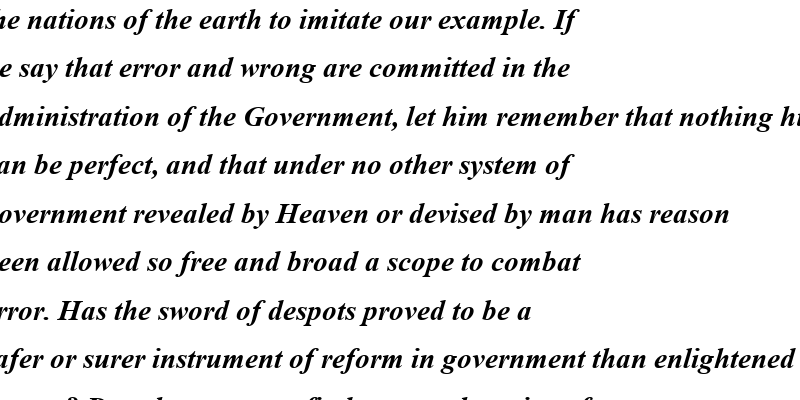 he nations of the earth to imitate our example. If
e say that error and wrong are committed in the
dministration of the Government, let him remember that nothing hu
an be perfect, and that under no other system of
overnment revealed by Heaven or devised by man has reason
een allowed so free and broad a scope to combat
rror. Has the sword of despots proved to be a
afer or surer instrument of reform in government than enlightened